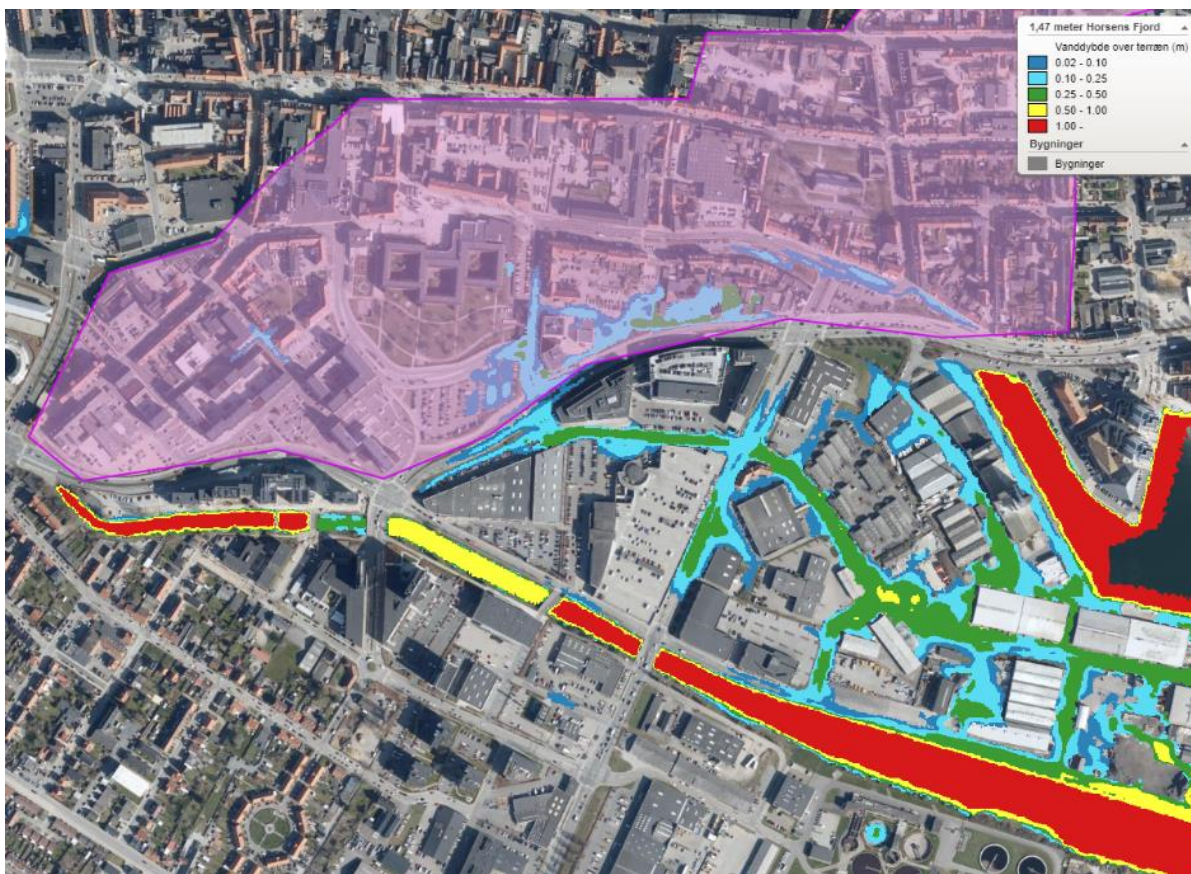 1,47 meter Horsens Fjord
Vanddybde over terræn (m)
0.02 - 0.10
0.10 - 0.25
0.25 - 0.50
0.50 - 1.00
1.00 -
Bygninger
Bygninger